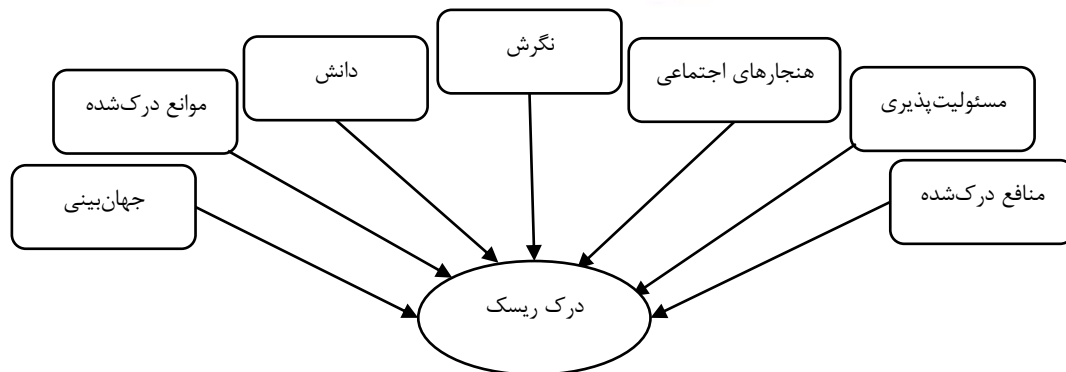 نگرش
هنجارهای اجتماعی
دانش
مسئولیت‌پذیری
موانع درک‌شده
منافع درک‌شده
جهان‌بینی
درک ریسک